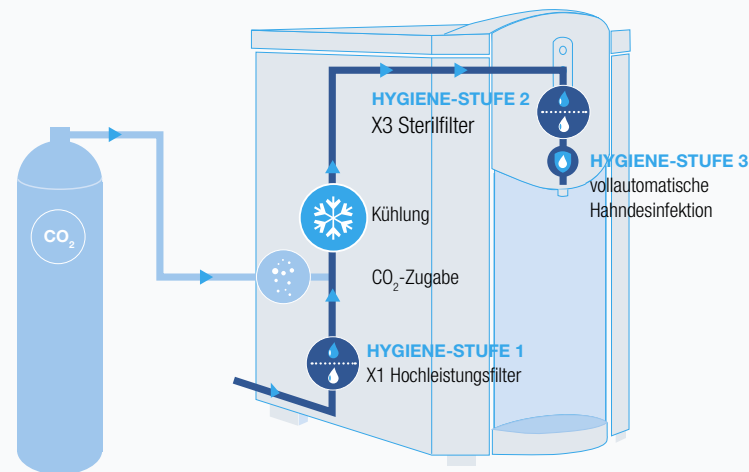 HYGIENE-STUFE 2
X3 Sterilfilter
HYGIENE-STUFE 3
vollautomatische
Hahndesinfektion
Kühlung
CO₂
CO₂-Zugabe
HYGIENE-STUFE 1
X1 Hochleistungsfilter